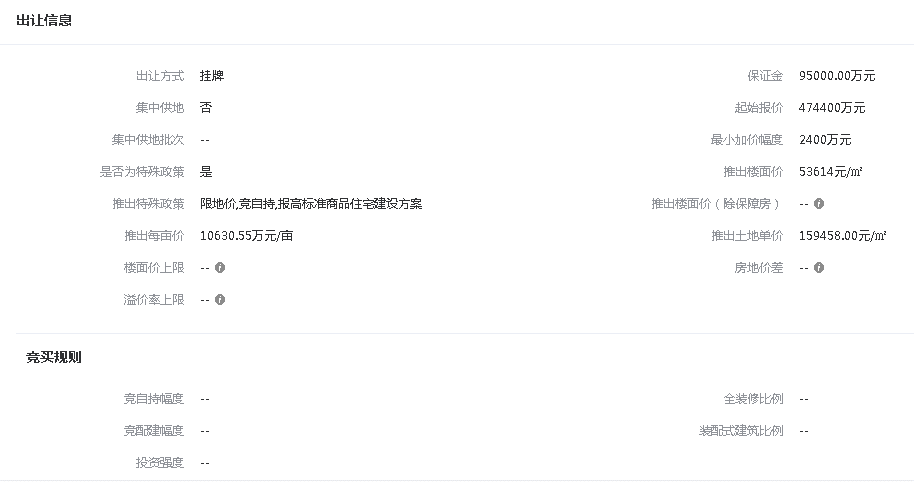 出让信息
出让方式 挂牌 保证金 95000.00万元
集中供地 否 起始报价 474400万元
集中供地批次 -- 最小加价幅度 2400万元
是否为特殊政策 是 推出楼面价 53614元/㎡
推出特殊政策 限地价,竞自持,报高标准商品住宅建设方案 推出楼面价（除保障房） --
推出每亩价 10630.55万元/亩 推出土地单价 159458.00元/㎡
楼面价上限 -- 房地价差 --
溢价率上限 --
竞买规则
竞自持幅度 -- 全装修比例 --
竞配建幅度 -- 装配式建筑比例 --
投资强度 --